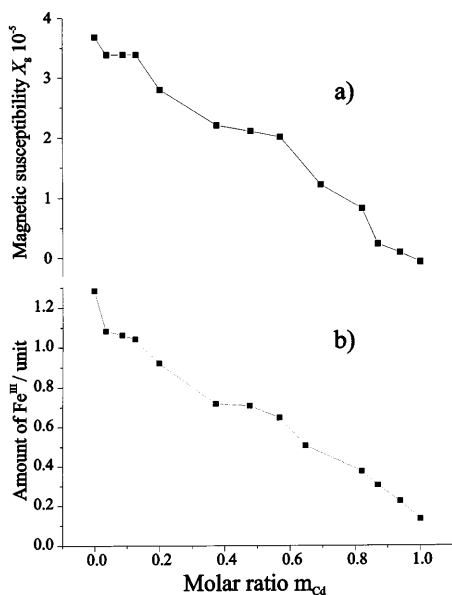 Magnetic susceptibility Xg 10-5
4
3
2
1
0
a)
Amount of FeIII/ unit
1.2
1.0
0.8
0.6
0.4
0.2
0.0
b)
0.0 0.2 0.4 0.6 0.8 1.0
Molar ratio mCd